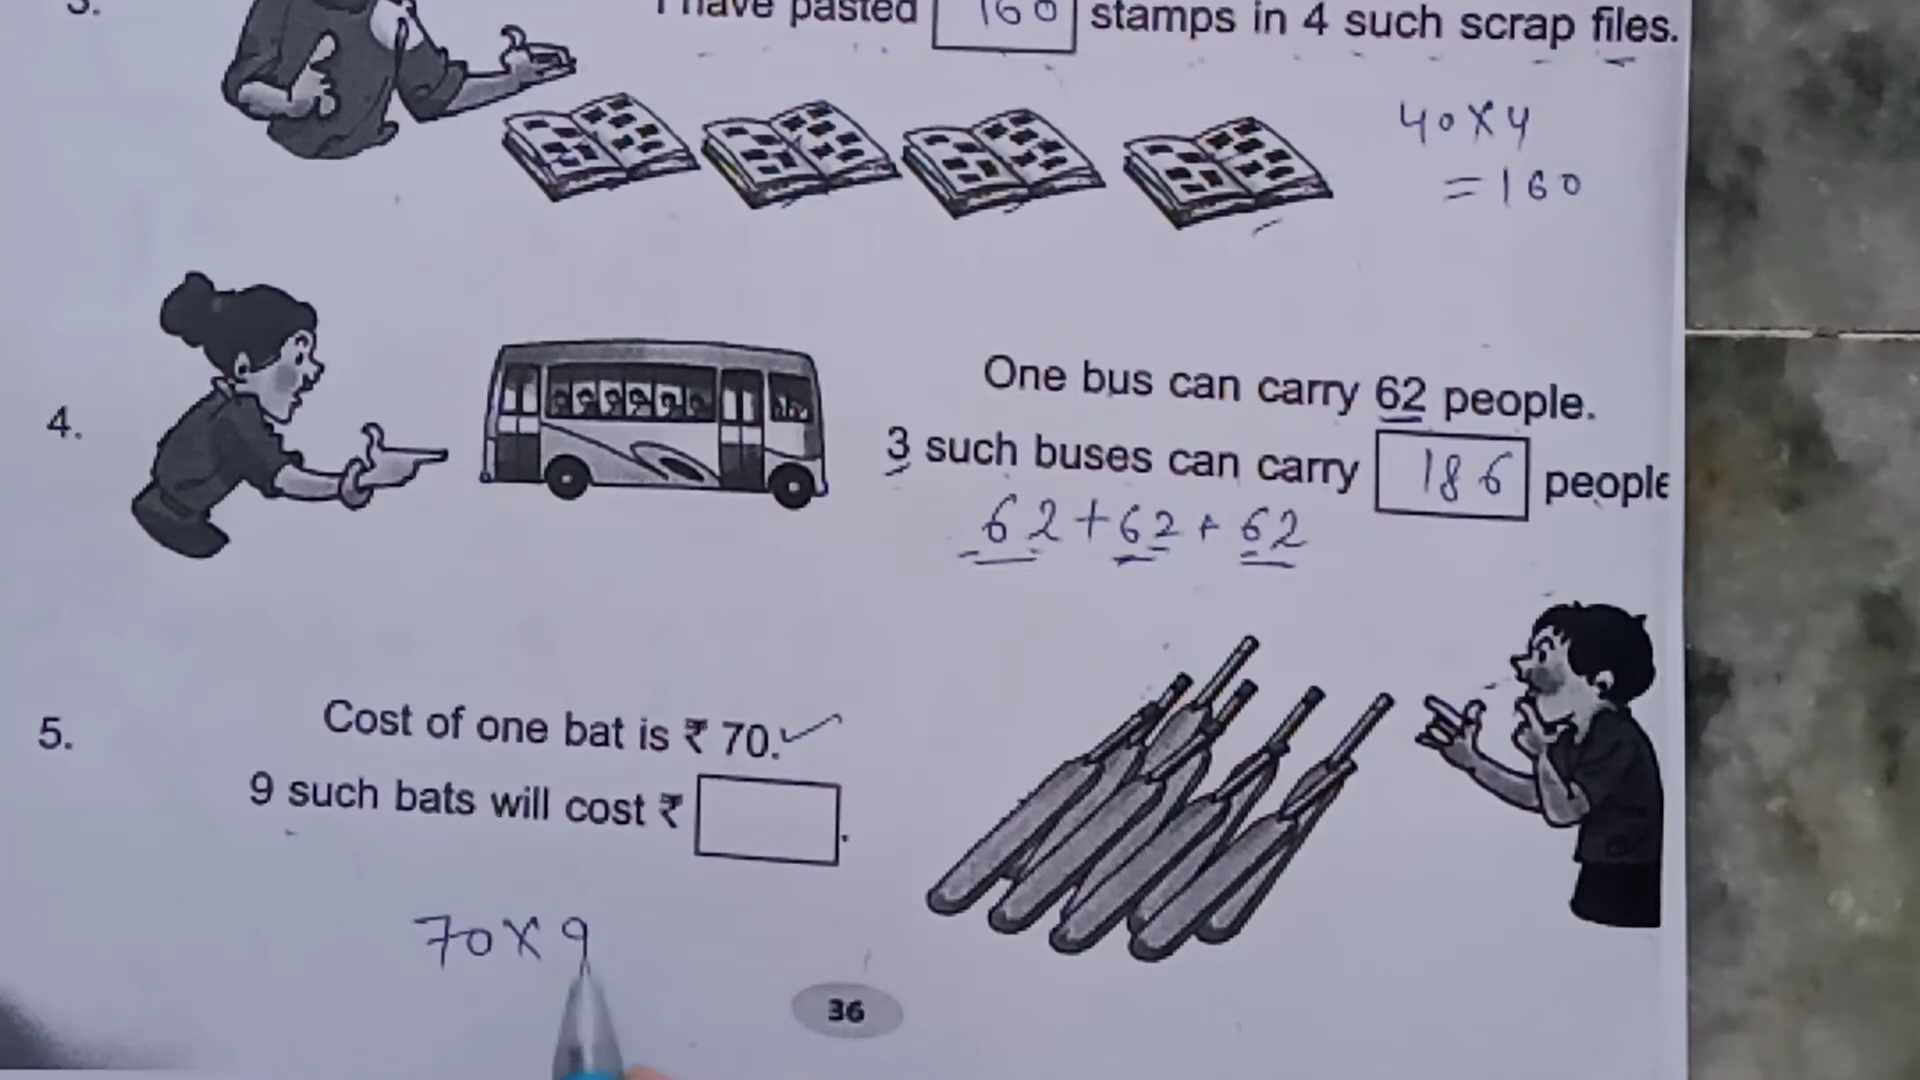 3.
I have pasted 160 stamps in 4 such scrap files.
40 X 4
= 160
4.
One bus can carry 62 people.
3 such buses can carry 186 people
62 + 62 + 62
5.
Cost of one bat is ₹ 70.
9 such bats will cost ₹ .
70 X 9
36